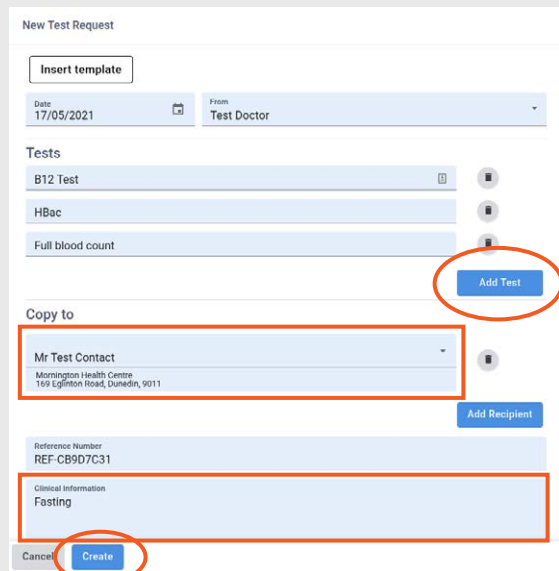 New Test Request
Insert template
Date
17/05/2021
From
Test Doctor
Tests
B12 Test
HBac
Full blood count
Add Test
Copy to
Mr Test Contact
Mornington Health Centre
169 Eglinton Road, Dunedin, 9011
Add Recipient
Reference Number
REF-CB9D7C31
Clinical Information
Fasting
Cancel
Create